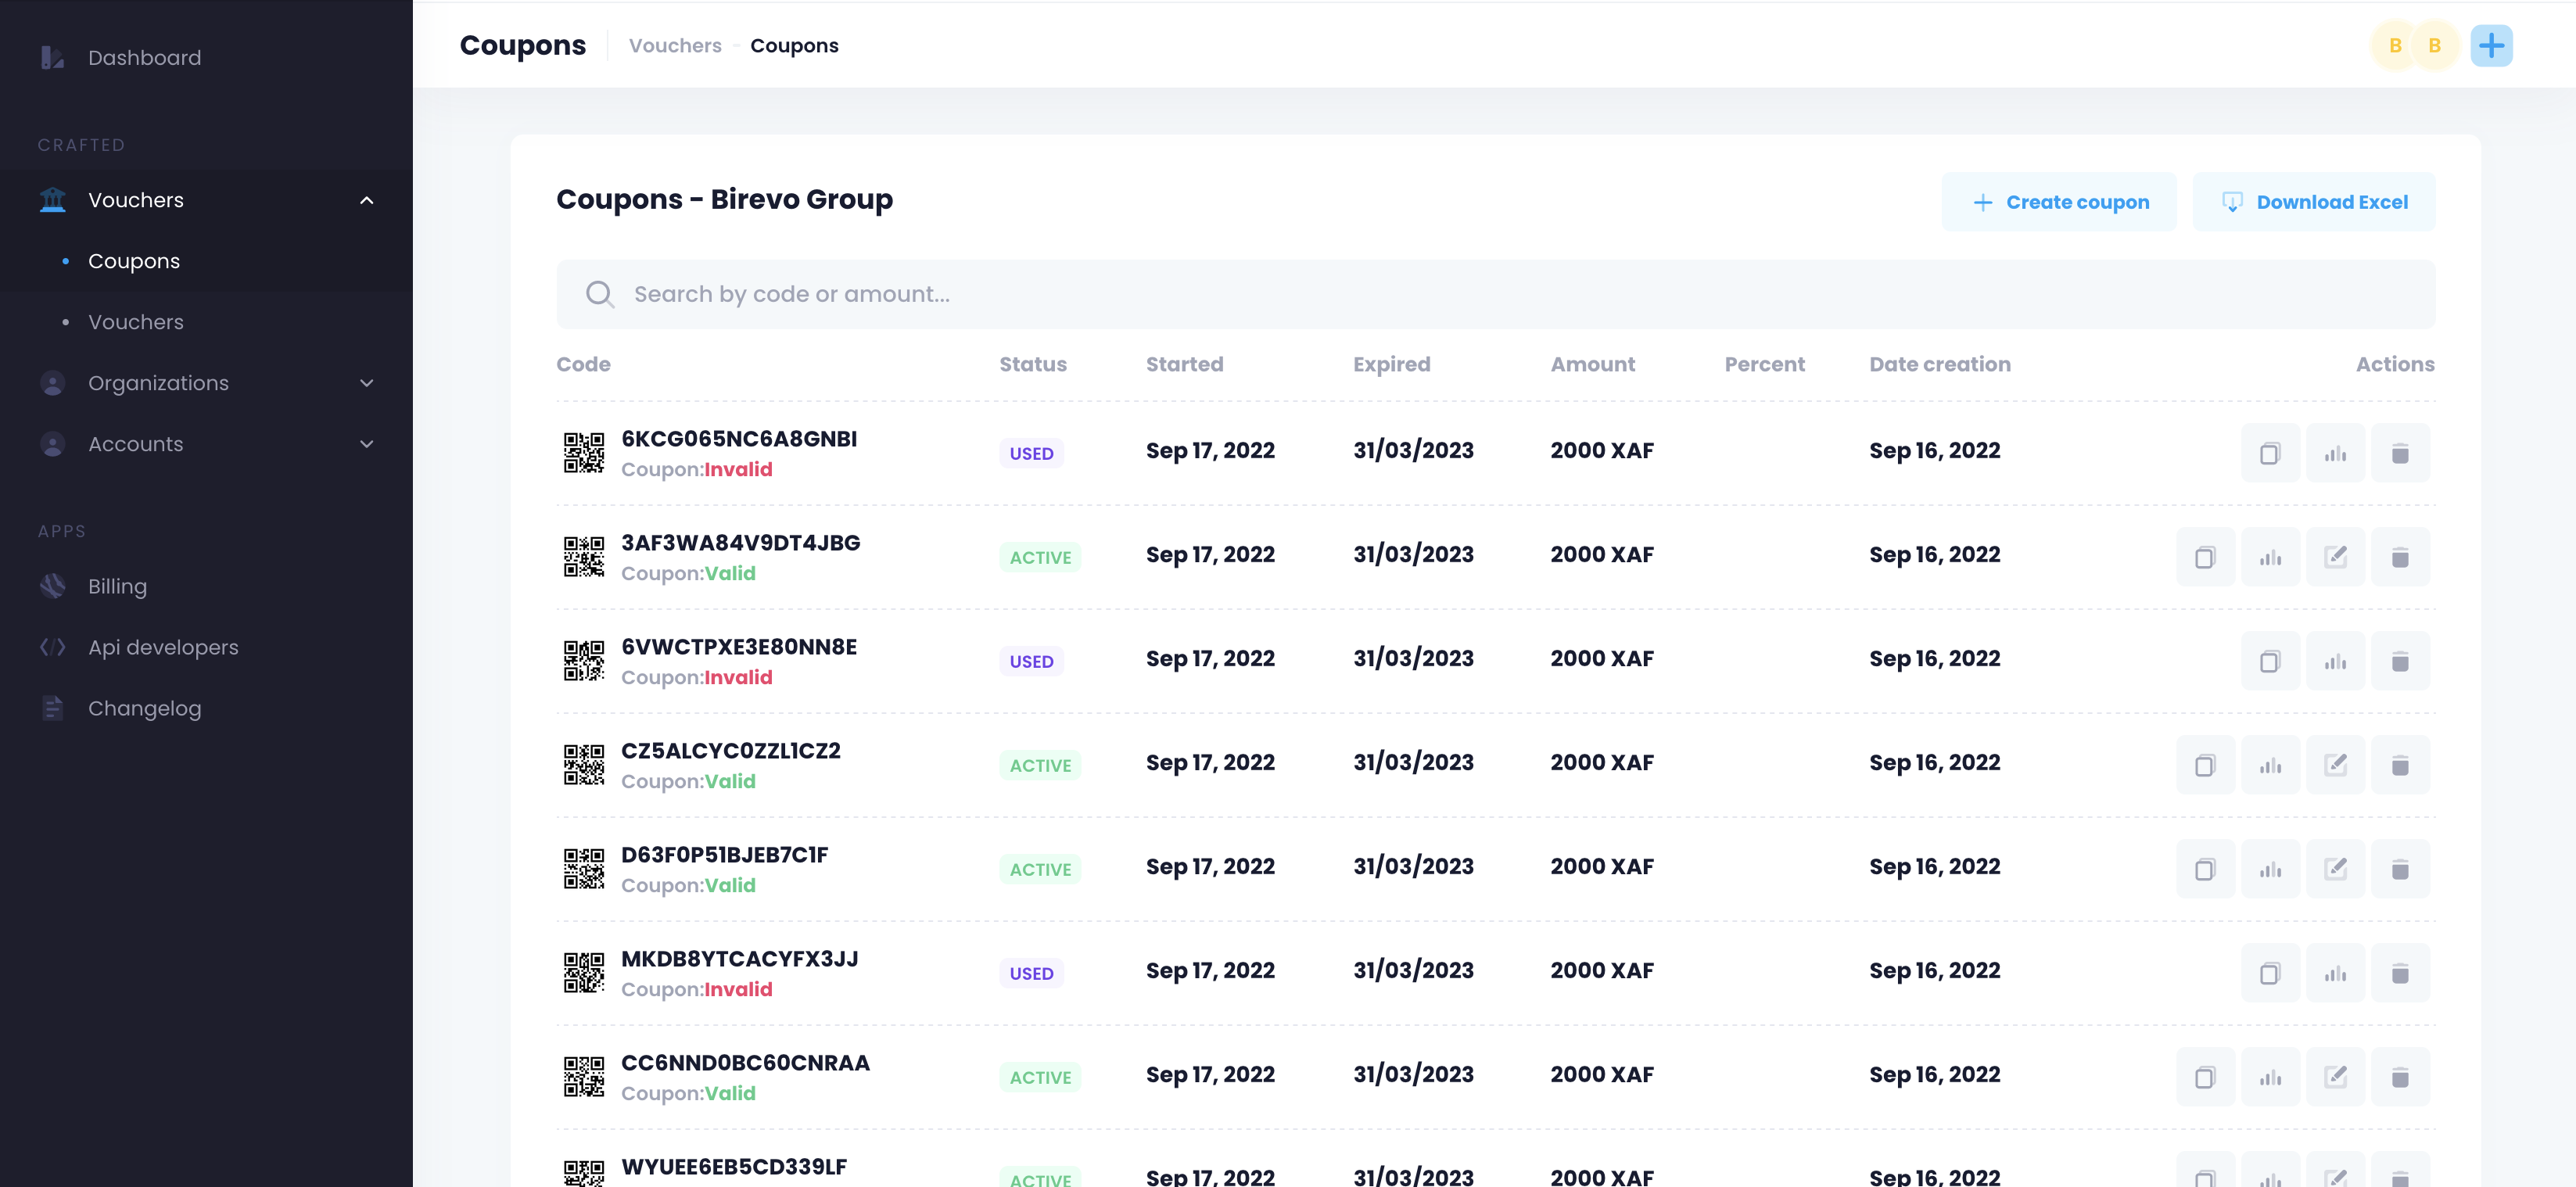 Dashboard
CRAFTED
Vouchers
Coupons
Vouchers
Organizations
Accounts
APPS
Billing
Api developers
Changelog
Coupons Vouchers - Coupons B B
Coupons - Birevo Group Create coupon Download Excel
Search by code or amount...
Code Status Started Expired Amount Percent Date creation Actions
6KCG065NC6A8GNBI USED Sep 17, 2022 31/03/2023 2000 XAF Sep 16, 2022
Coupon:Invalid
3AF3WA84V9DT4JBG ACTIVE Sep 17, 2022 31/03/2023 2000 XAF Sep 16, 2022
Coupon:Valid
6VWCTPXE3E80NN8E USED Sep 17, 2022 31/03/2023 2000 XAF Sep 16, 2022
Coupon:Invalid
CZ5ALCYC0ZZL1CZ2 ACTIVE Sep 17, 2022 31/03/2023 2000 XAF Sep 16, 2022
Coupon:Valid
D63F0P51BJEB7C1F ACTIVE Sep 17, 2022 31/03/2023 2000 XAF Sep 16, 2022
Coupon:Valid
MKDB8YTCACYFX3JJ USED Sep 17, 2022 31/03/2023 2000 XAF Sep 16, 2022
Coupon:Invalid
CC6NND0BC60CNRAA ACTIVE Sep 17, 2022 31/03/2023 2000 XAF Sep 16, 2022
Coupon:Valid
WYUEE6EB5CD339LF ACTIVE Sep 17, 2022 31/03/2023 2000 XAF Sep 16, 2022